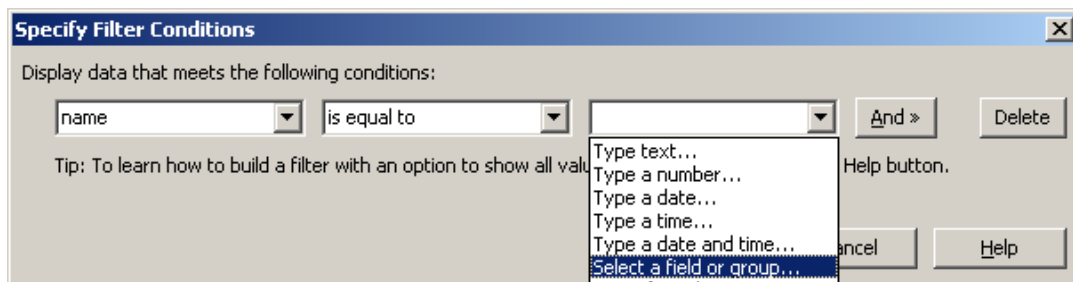 Specify Filter Conditions
Display data that meets the following conditions:
name is equal to And » Delete
Type text...
Tip: To learn how to build a filter with an option to show all Help button.
Type a number...
Type a date...
Type a time...
Type a date and time...
Help
Select a field or group...